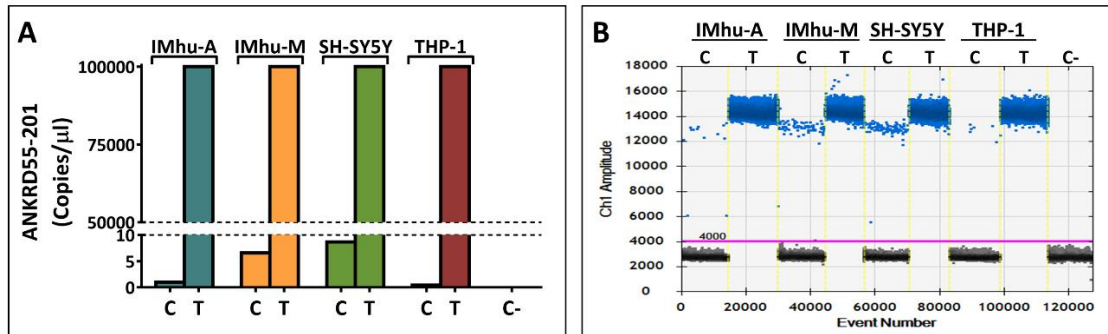 A
IMhu-A IMhu-M SH-SY5Y THP-1
ANKRD55-201
(Copies/µl)
100000
75000
50000
10
5
0
C T C T C T C T C-
B
IMhu-A IMhu-M SH-SY5Y THP-1
C T C T C T C T C-
Ch1 Amplitude
18000
16000
14000
12000
10000
8000
6000
4000
4000
2000
0
0 20000 40000 60000 80000 100000 120000
Event Number